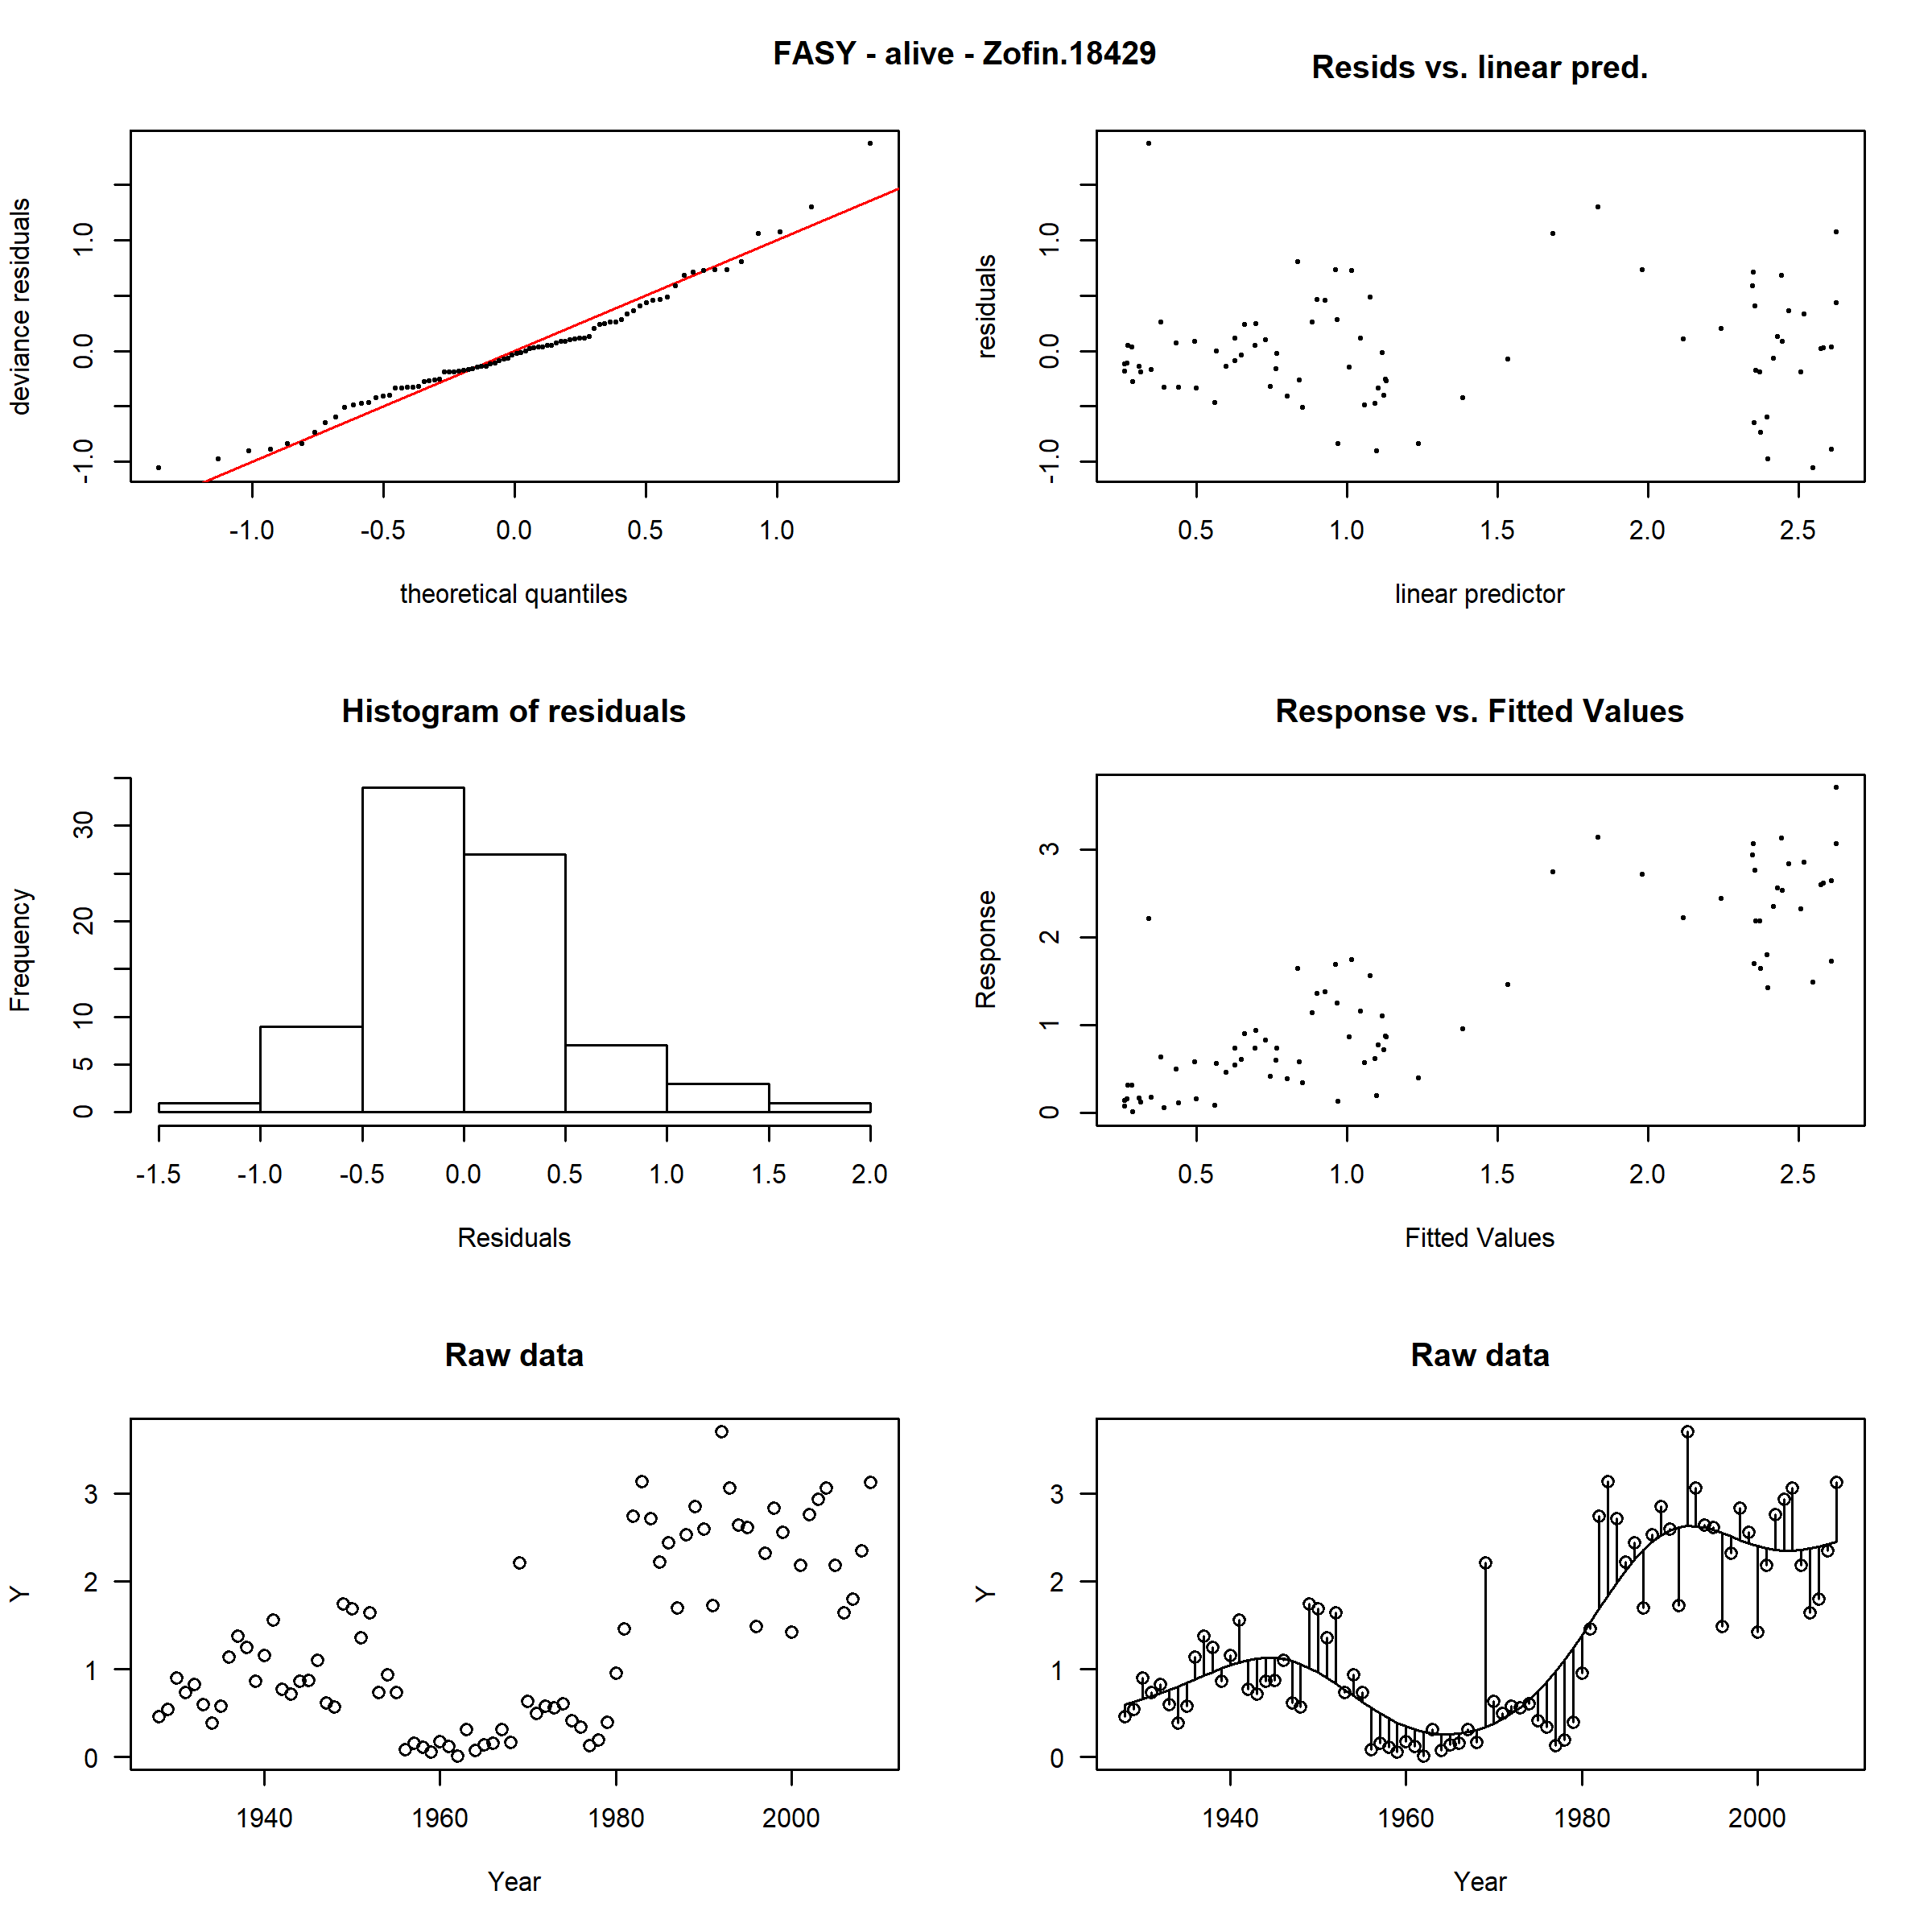 FASY - alive - Zofin.18429
Resids vs. linear pred.
deviance residuals
-1.0 0.0 1.0
-1.0 -0.5 0.0 0.5 1.0
theoretical quantiles
residuals
-1.0 0.0 1.0
0.5 1.0 1.5 2.0 2.5
linear predictor
Histogram of residuals
Frequency
0 5 10 20 30
-1.5 -1.0 -0.5 0.0 0.5 1.0 1.5 2.0
Residuals
Response vs. Fitted Values
Response
0 1 2 3
0.5 1.0 1.5 2.0 2.5
Fitted Values
Raw data
Y
3
2
1
0
1940 1960 1980 2000
Year
Raw data
Y
3
2
1
0
1940 1960 1980 2000
Year